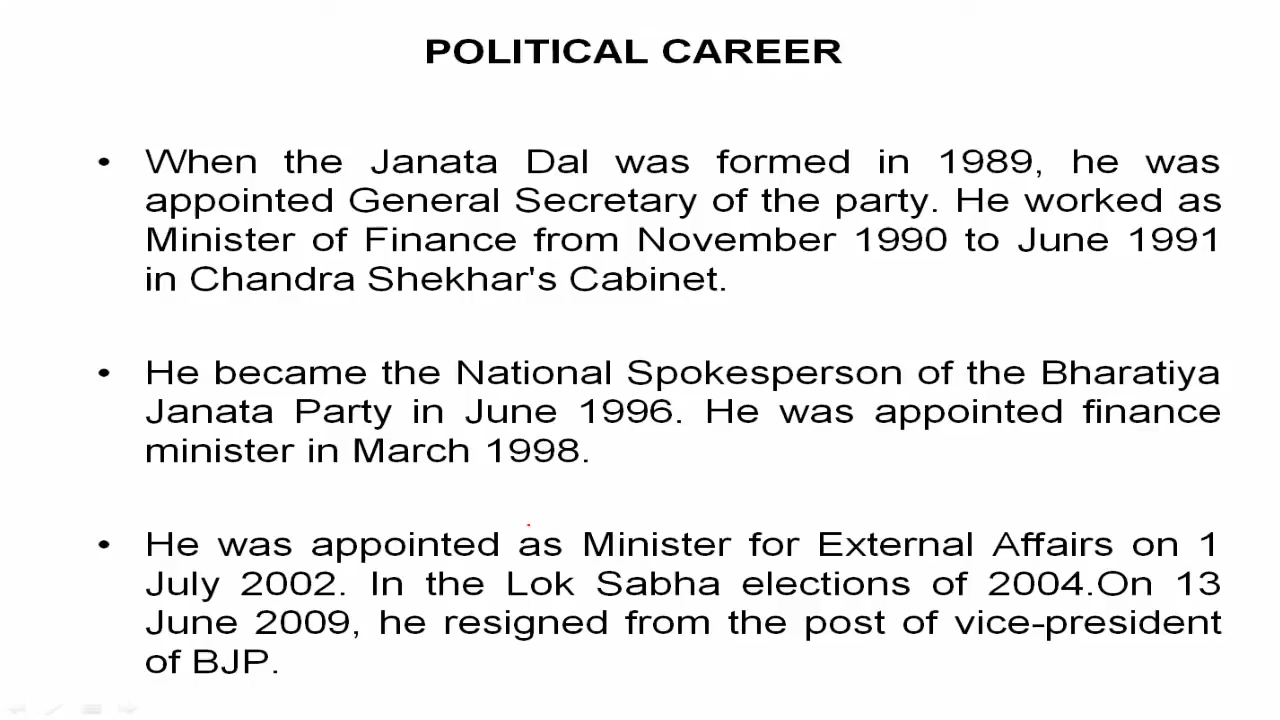 POLITICAL CAREER
• When the Janata Dal was formed in 1989, he was
appointed General Secretary of the party. He worked as
Minister of Finance from November 1990 to June 1991
in Chandra Shekhar's Cabinet.
• He became the National Spokesperson of the Bharatiya
Janata Party in June 1996. He was appointed finance
minister in March 1998.
• He was appointed as Minister for External Affairs on 1
July 2002. In the Lok Sabha elections of 2004.On 13
June 2009, he resigned from the post of vice-president
of BJP.